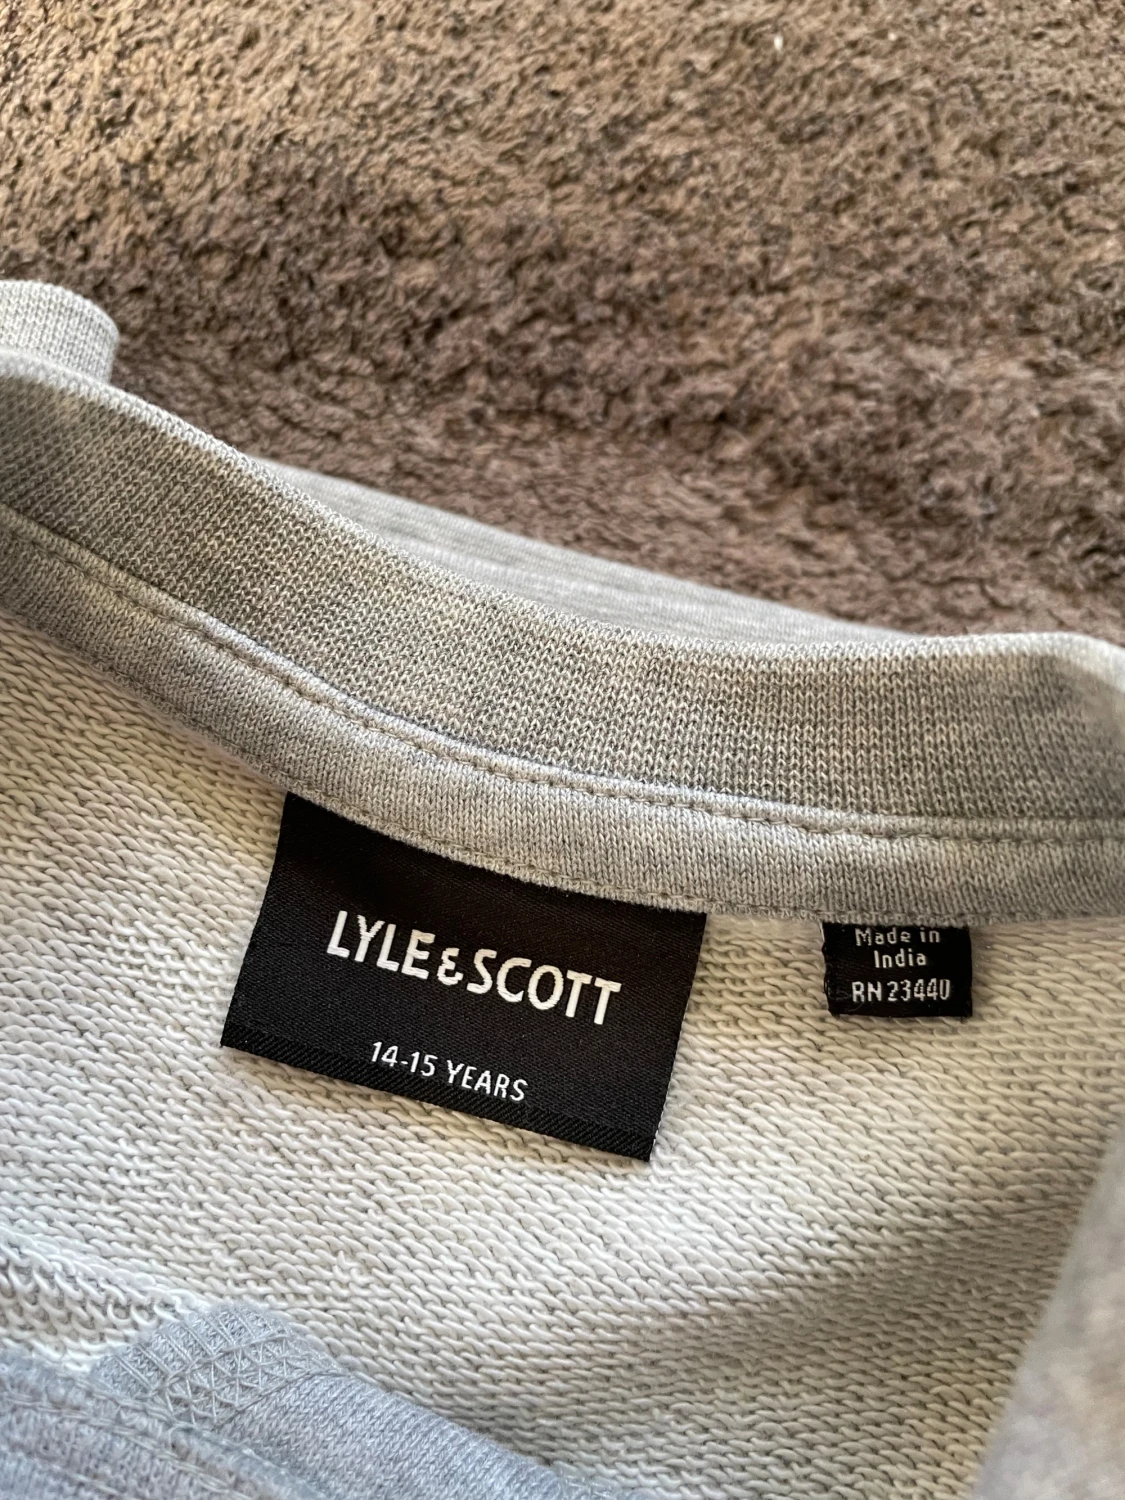 LYLE & SCOTT
14-15 YEARS
Made in
India
RN 23440